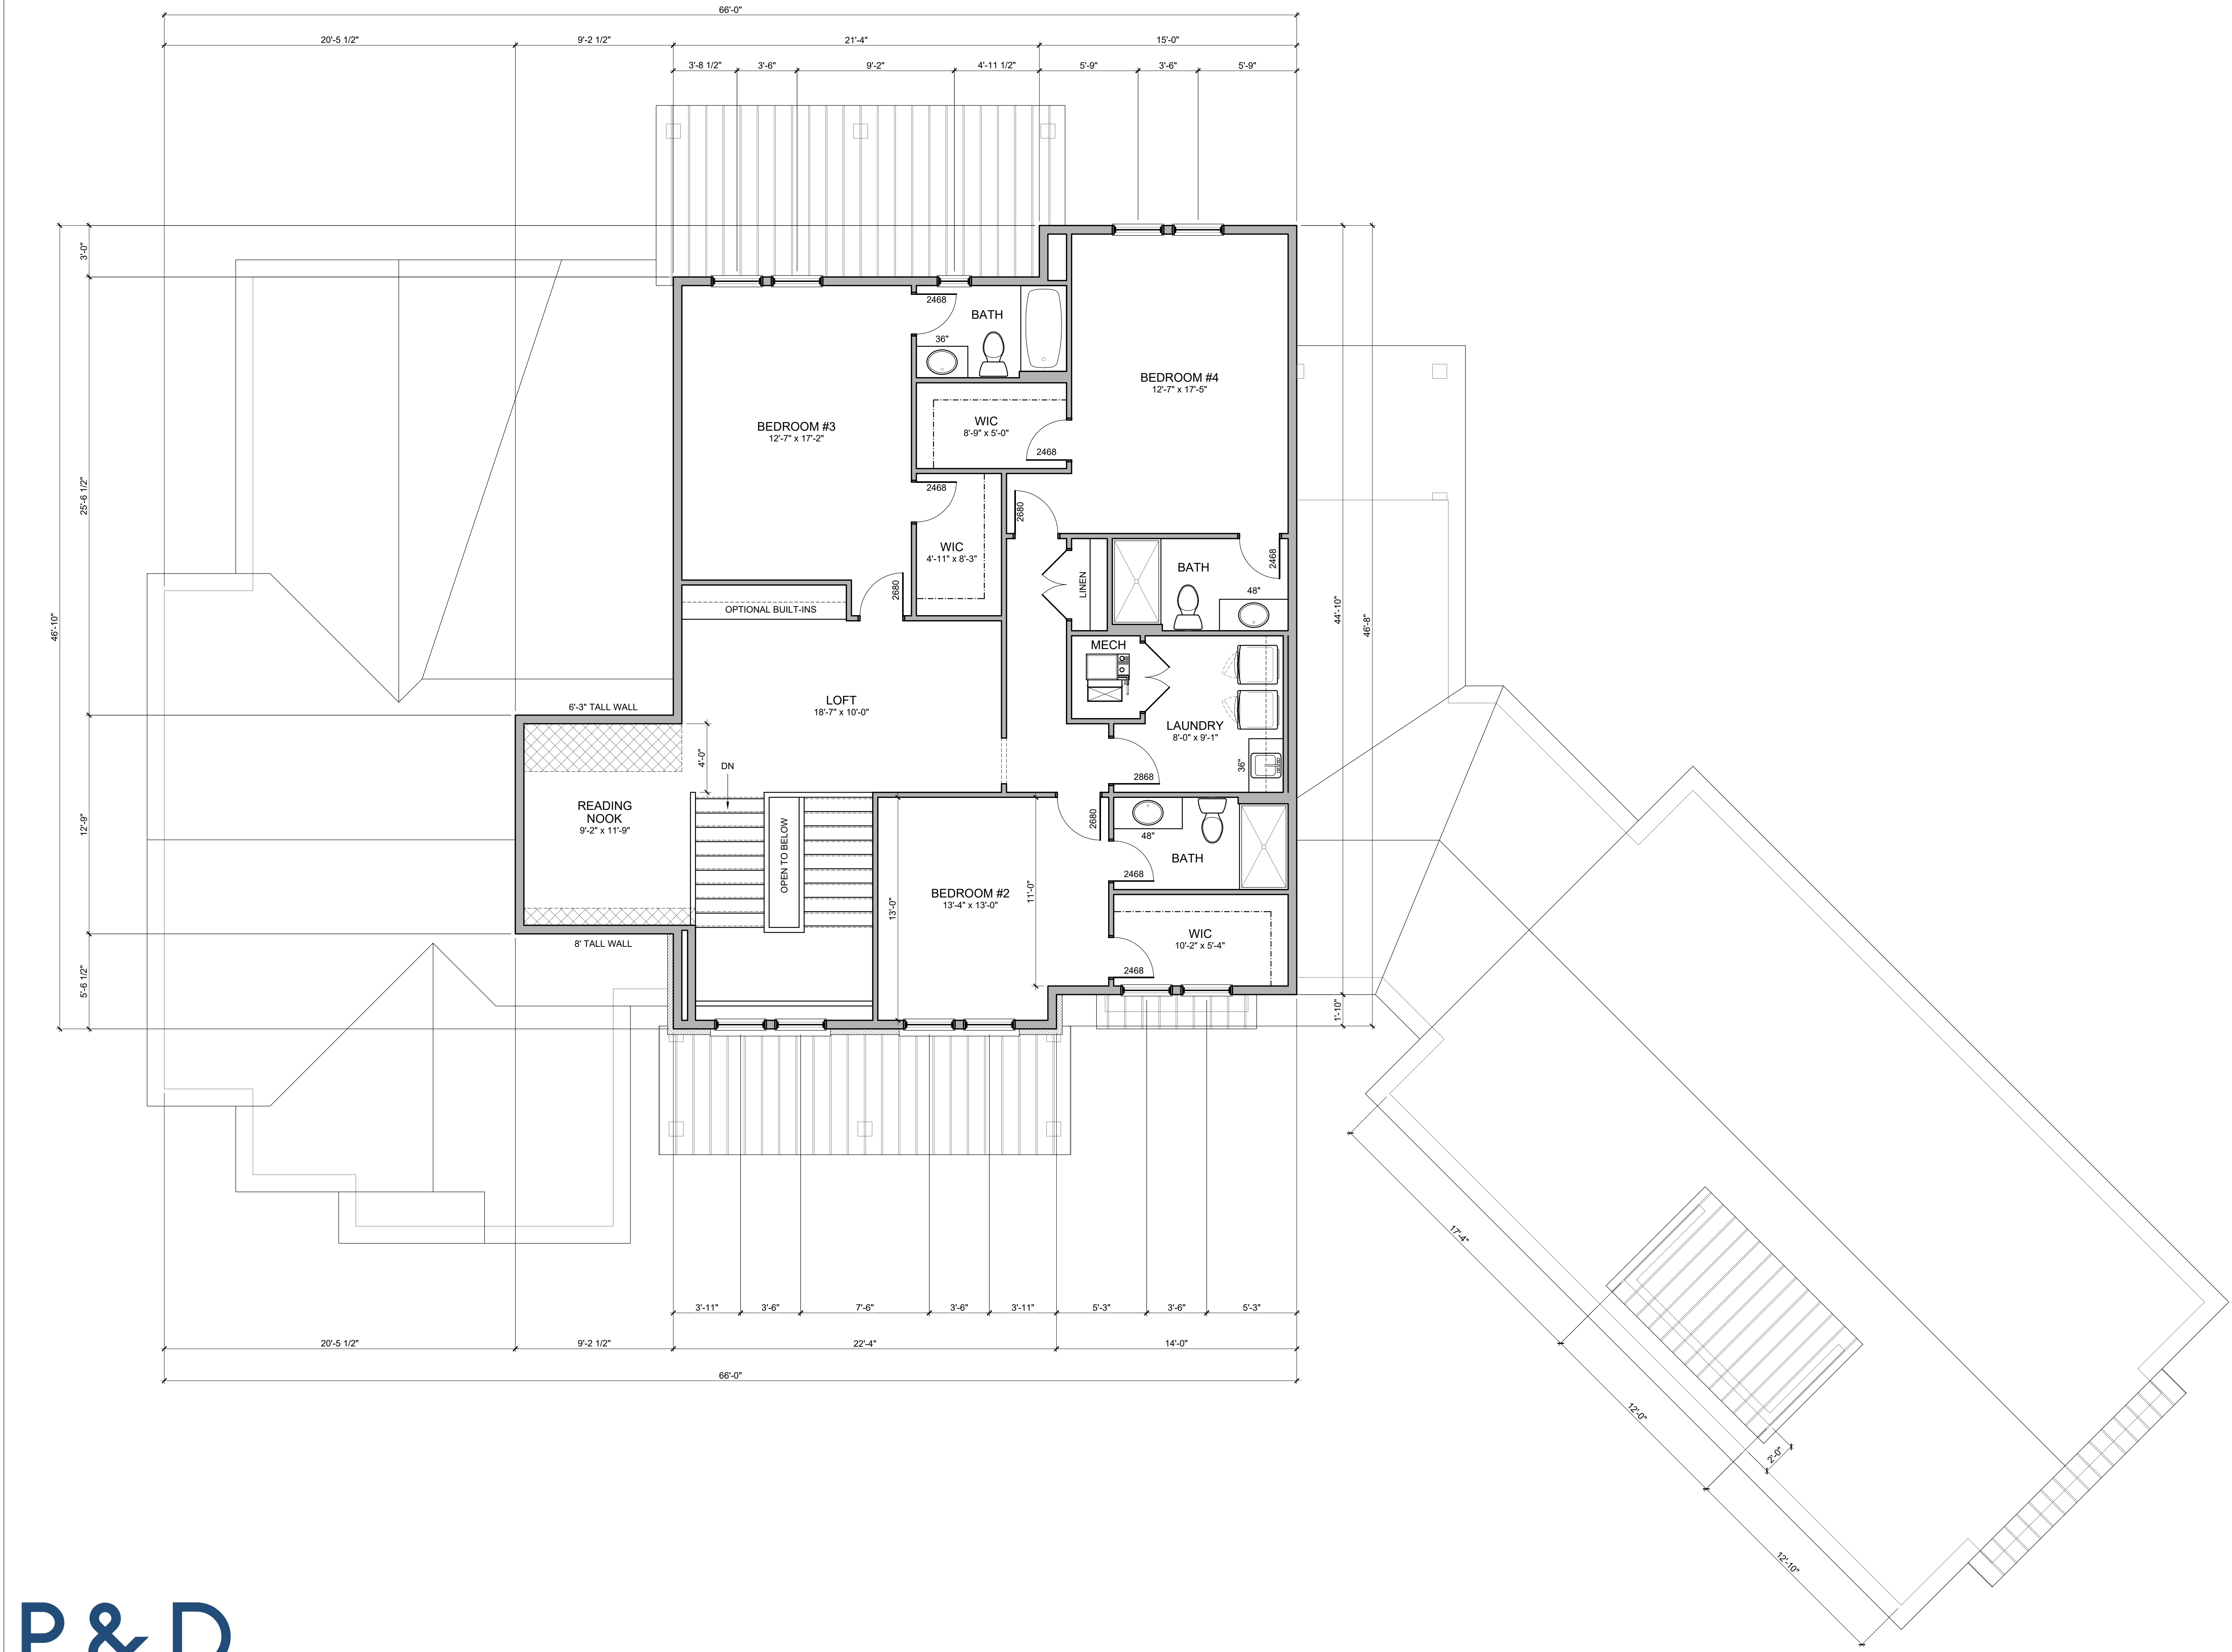 66'-0"
20'-5 1/2"
9'-2 1/2"
21'-4"
15'-0"
3'-8 1/2"
3'-6"
9'-2"
4'-11 1/2"
5'-9"
3'-6"
5'-9"
3'-0"
25'-6 1/2"
46'-10"
12'-9"
5'-6 1/2"
44'-10"
46'-8"
1'-10"
2468
BATH
36"
BEDROOM #4
12'-7" x 17'-5"
BEDROOM #3
12'-7" x 17'-2"
WIC
8'-9" x 5'-0"
2468
2468
2680
WIC
4'-11" x 8'-3"
LINEN
BATH
2468
48"
2680
OPTIONAL BUILT-INS
MECH
LOFT
18'-7" x 10'-0"
6'-3" TALL WALL
LAUNDRY
8'-0" x 9'-1"
4'-0"
DN
36"
2868
READING
NOOK
9'-2" x 11'-9"
OPEN TO BELOW
2680
48"
BATH
2468
BEDROOM #2
13'-4" x 13'-0"
13'-0"
11'-0"
WIC
10'-2" x 5'-4"
2468
8' TALL WALL
3'-11"
3'-6"
7'-6"
3'-6"
3'-11"
5'-3"
3'-6"
5'-3"
20'-5 1/2"
9'-2 1/2"
22'-4"
14'-0"
66'-0"
17'-4"
12'-0"
2'-0"
12'-10"
P & D